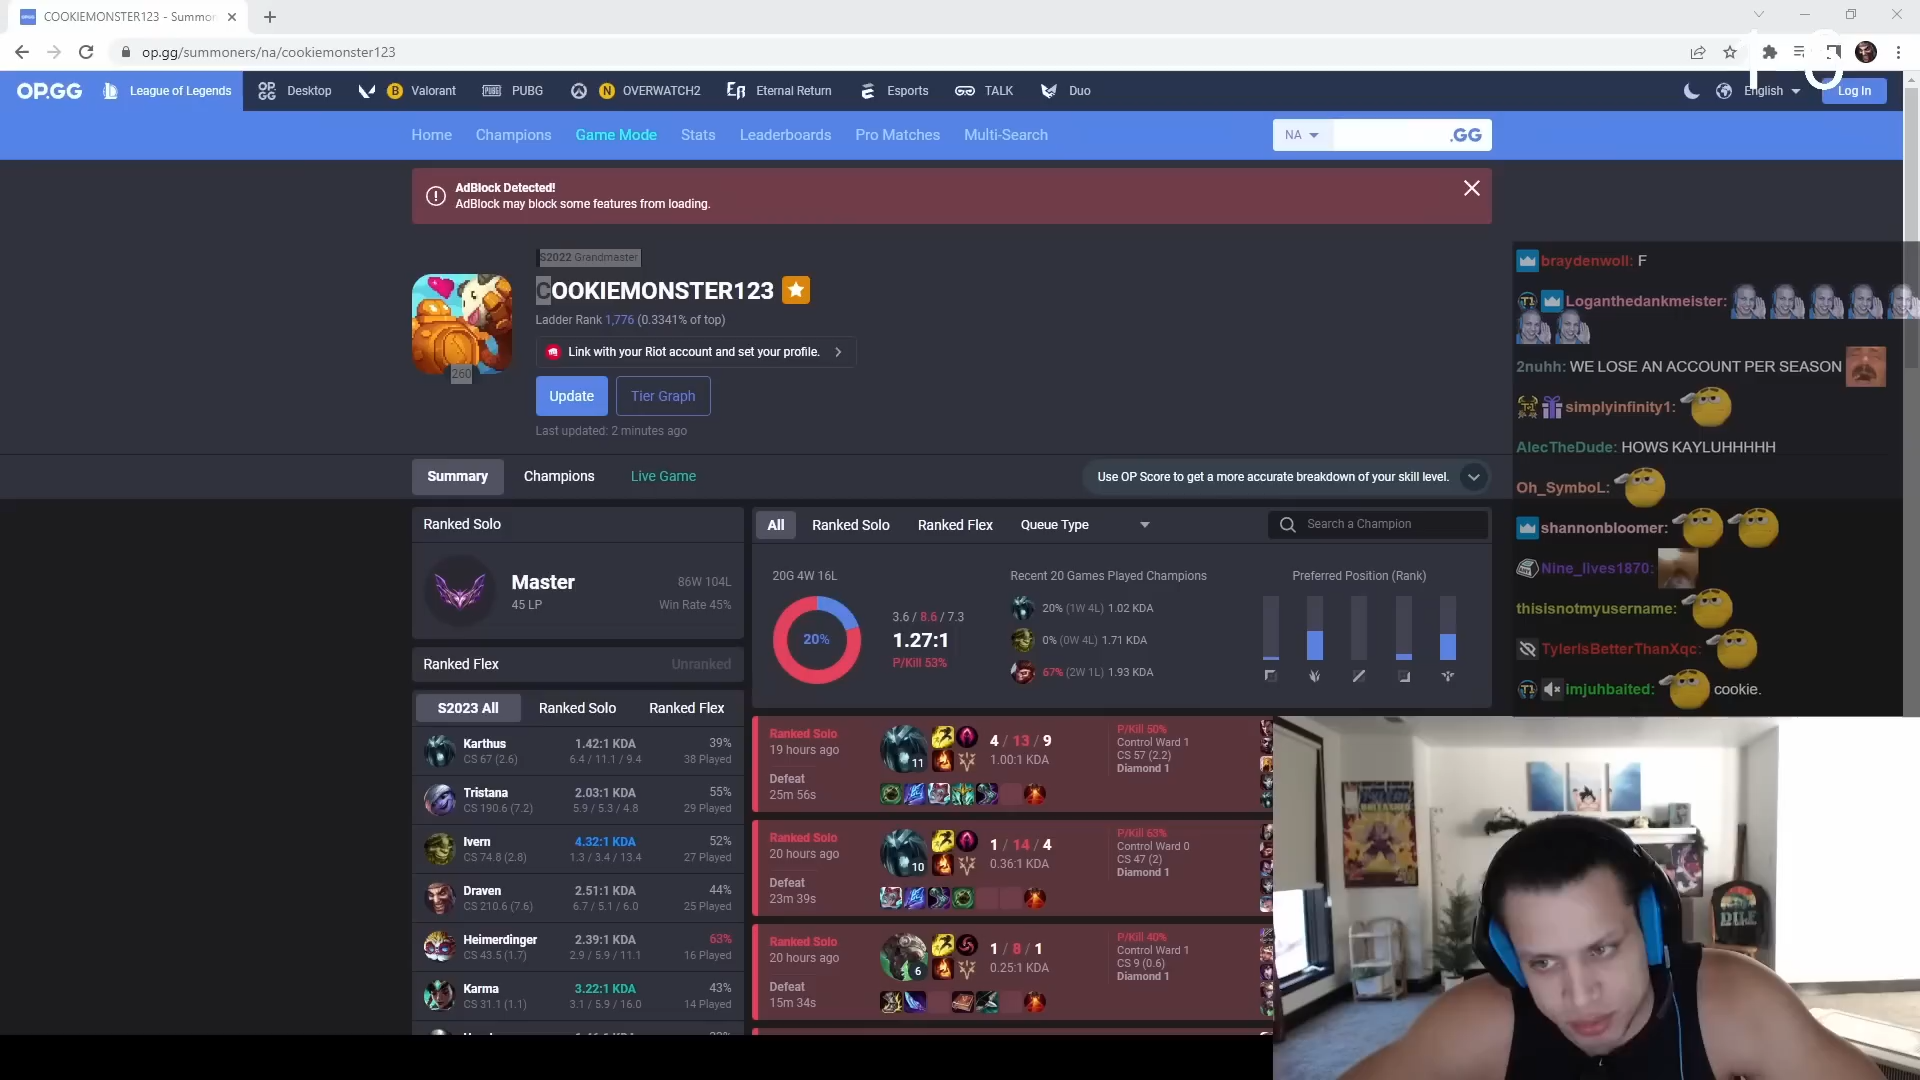 COOKIEMONSTER123 - Summon
op.gg/summoners/na/cookiemonster123
OP.GG
League of Legends
Desktop
Valorant
PUBG
OVERWATCH2
Eternal Return
Esports
TALK
Duo
English
Log In
Home
Champions
Game Mode
Stats
Leaderboards
Pro Matches
Multi-Search
NA
.GG
AdBlock Detected!
AdBlock may block some features from loading.
S2022 Grandmaster
COOKIEMONSTER123
Ladder Rank 1,776 (0.3341% of top)
Link with your Riot account and set your profile.
260
Update
Tier Graph
Last updated: 2 minutes ago
Summary
Champions
Live Game
Use OP Score to get a more accurate breakdown of your skill level.
Ranked Solo
Master
86W 104L
45 LP
Win Rate 45%
Ranked Flex
Unranked
S2023 All
Ranked Solo
Ranked Flex
Karthus
1.42:1 KDA
39%
CS 67 (2.6)
6.4 / 11.1 / 9.4
38 Played
Tristana
2.03:1 KDA
55%
CS 190.6 (7.2)
5.9 / 5.3 / 4.8
29 Played
Ivern
4.32:1 KDA
52%
CS 74.8 (2.8)
1.3 / 3.4 / 13.4
27 Played
Draven
2.51:1 KDA
44%
CS 210.6 (7.6)
6.7 / 5.1 / 6.0
25 Played
Heimerdinger
2.39:1 KDA
63%
CS 43.5 (1.7)
2.9 / 5.9 / 11.1
16 Played
Karma
3.22:1 KDA
43%
CS 31.1 (1.1)
3.1 / 5.9 / 16.0
14 Played
All
Ranked Solo
Ranked Flex
Queue Type
Search a Champion
20G 4W 16L
20%
3.6 / 8.6 / 7.3
1.27:1
P/Kill 53%
Recent 20 Games Played Champions
20% (1W 4L) 1.02 KDA
0% (0W 4L) 1.71 KDA
67% (2W 1L) 1.93 KDA
Preferred Position (Rank)
Ranked Solo
19 hours ago
Defeat
25m 56s
11
4 / 13 / 9
1.00:1 KDA
P/Kill 50%
Control Ward 1
CS 57 (2.2)
Diamond 1
Ranked Solo
20 hours ago
Defeat
23m 39s
10
1 / 14 / 4
0.36:1 KDA
P/Kill 63%
Control Ward 0
CS 47 (2)
Diamond 1
Ranked Solo
20 hours ago
Defeat
15m 34s
6
1 / 8 / 1
0.25:1 KDA
P/Kill 40%
Control Ward 1
CS 9 (0.6)
Diamond 1
braydenwoll: F
Loganthedankmeister:
2nuhh: WE LOSE AN ACCOUNT PER SEASON
simplyinfinity1:
AlecTheDude: HOWS KAYLUHHHHH
Oh_SymboL:
shannonbloomer:
Nine_lives1870:
thisisnotmyusername:
TylerIsBetterThanXqc:
imjuhbaited: cookie.